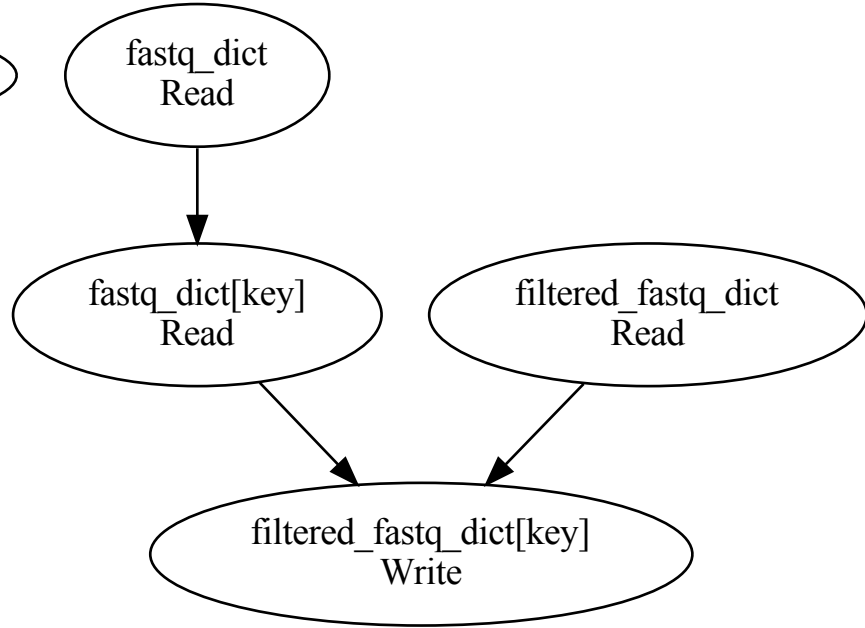 fastq_dict
Read
fastq_dict[key]
Read
filtered_fastq_dict
Read
filtered_fastq_dict[key]
Write